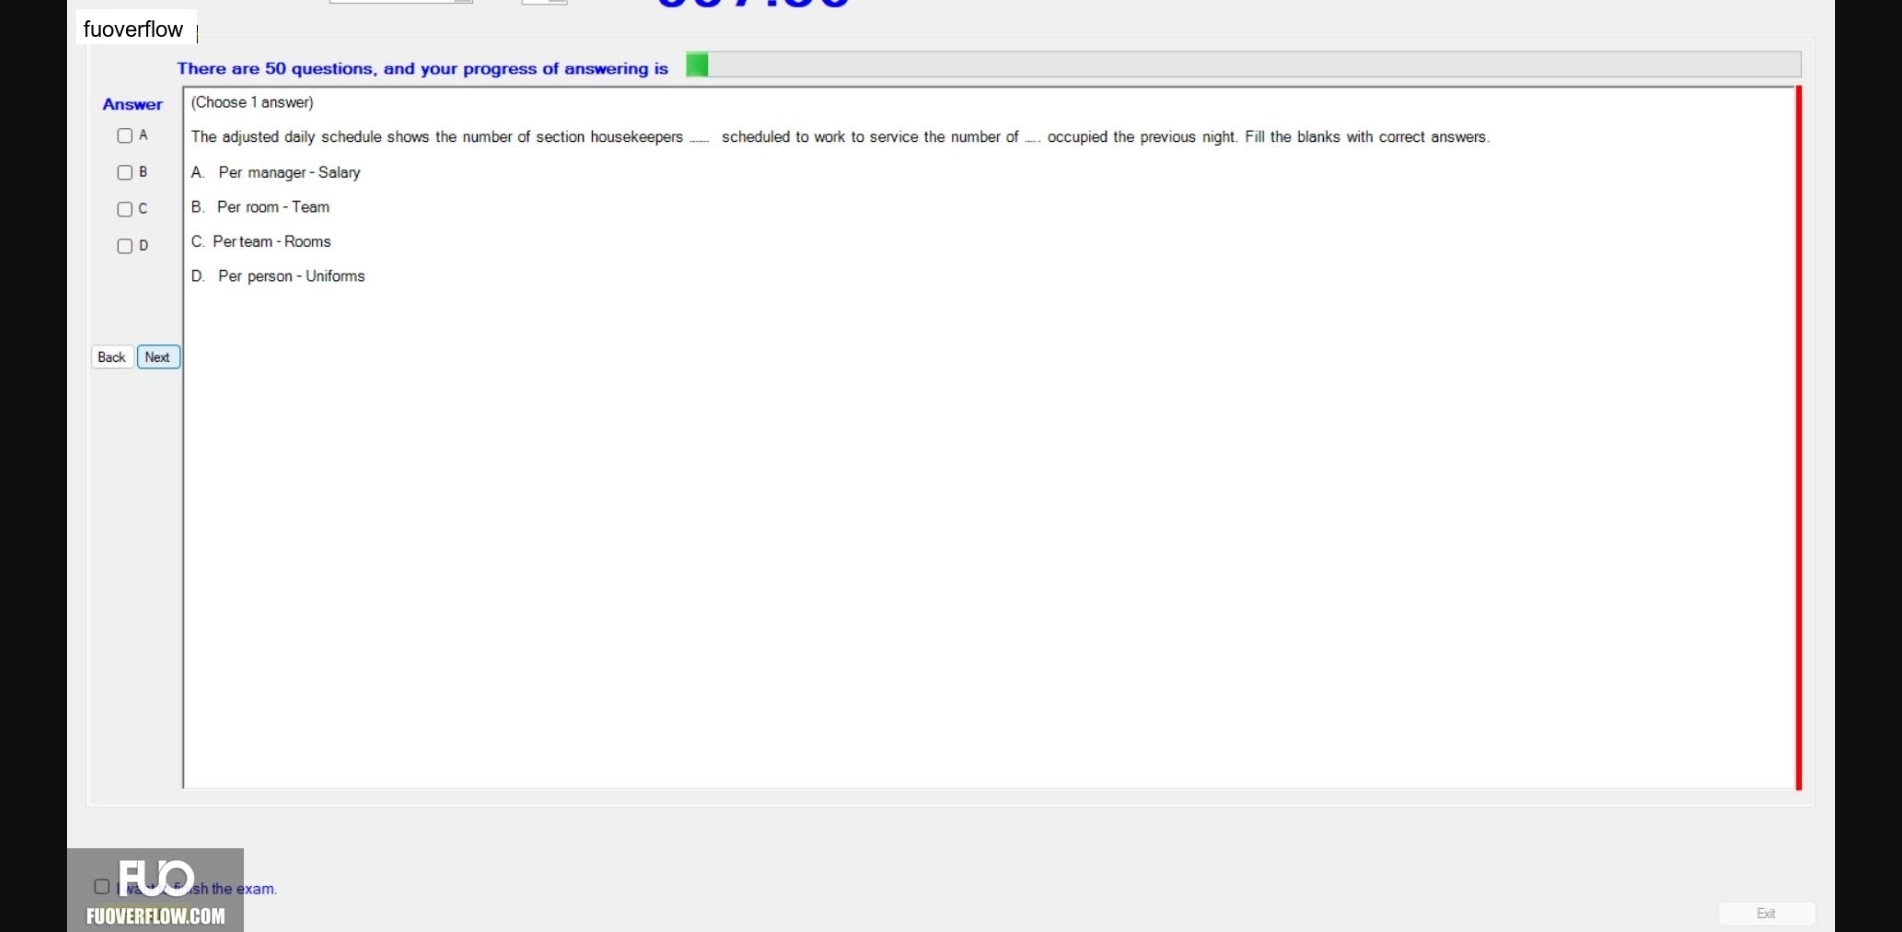 fuoverflow
There are 50 questions, and your progress of answering is
Answer
(Choose 1 answer)
A
The adjusted daily schedule shows the number of section housekeepers ...... scheduled to work to service the number of ..... occupied the previous night. Fill the blanks with correct answers.
B
A. Per manager - Salary
C
B. Per room - Team
D
C. Per team - Rooms
D. Per person - Uniforms
Back Next
FUO
I want finish the exam.
FUOVERFLOW.COM
Exit